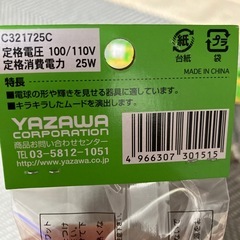 C321725C
定格電圧 100/110V
定格消費電力 25W
紙
台紙
プラ
袋
MADE IN CHINA
特長
■電球の形や輝きを見せる器具に適しています。
■キラキラしたムードを演出します。
YAZAWA
CORPORATION
商品お問い合わせセンター
TEL 03-5812-1051
http://www.yazawa.co.jp
4 966307 301515